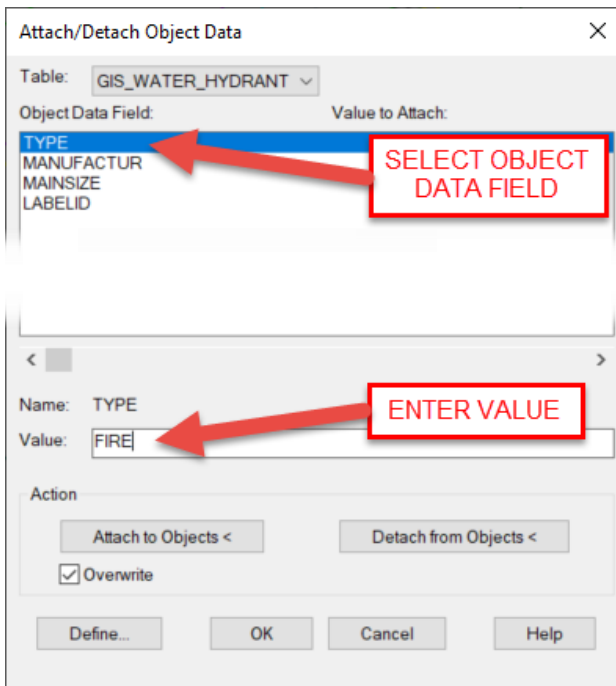 Attach/Detach Object Data
Table: GIS_WATER_HYDRANT
Object Data Field: Value to Attach:
TYPE
MANUFACTUR
MAINSIZE
LABELID
SELECT OBJECT
DATA FIELD
Name: TYPE
ENTER VALUE
Value: FIRE
Action
Attach to Objects < Detach from Objects <
Overwrite
Define... OK Cancel Help